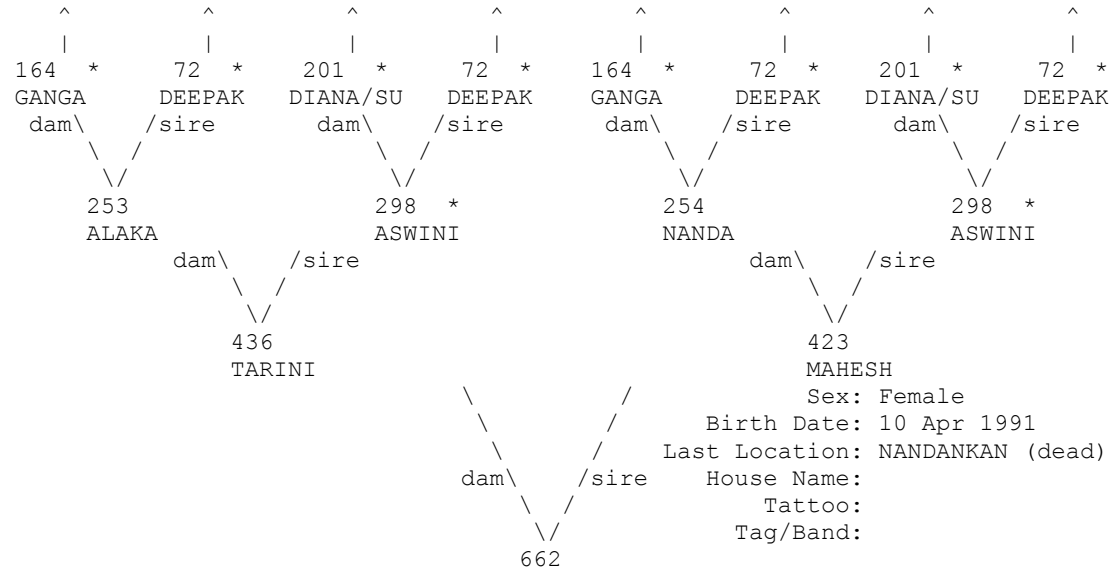 ^ ^ ^ ^ ^ ^ ^ ^
| | | | | | | |
164 * 72 * 201 * 72 * 164 * 72 * 201 * 72 *
GANGA DEEPAK DIANA/SU DEEPAK GANGA DEEPAK DIANA/SU DEEPAK
dam\ /sire dam\ /sire dam\ /sire dam\ /sire
\ / \ / \ / \ /
\/ \/ \/ \/
253 298 * 254 298 *
ALAKA ASWINI NANDA ASWINI
dam\ /sire dam\ /sire
\ / \ /
\/ \/
436 423
TARINI MAHESH
\ / Sex: Female
\ / Birth Date: 10 Apr 1991
\ / Last Location: NANDANKAN (dead)
dam\ /sire House Name:
\ / Tattoo:
\/ Tag/Band:
662